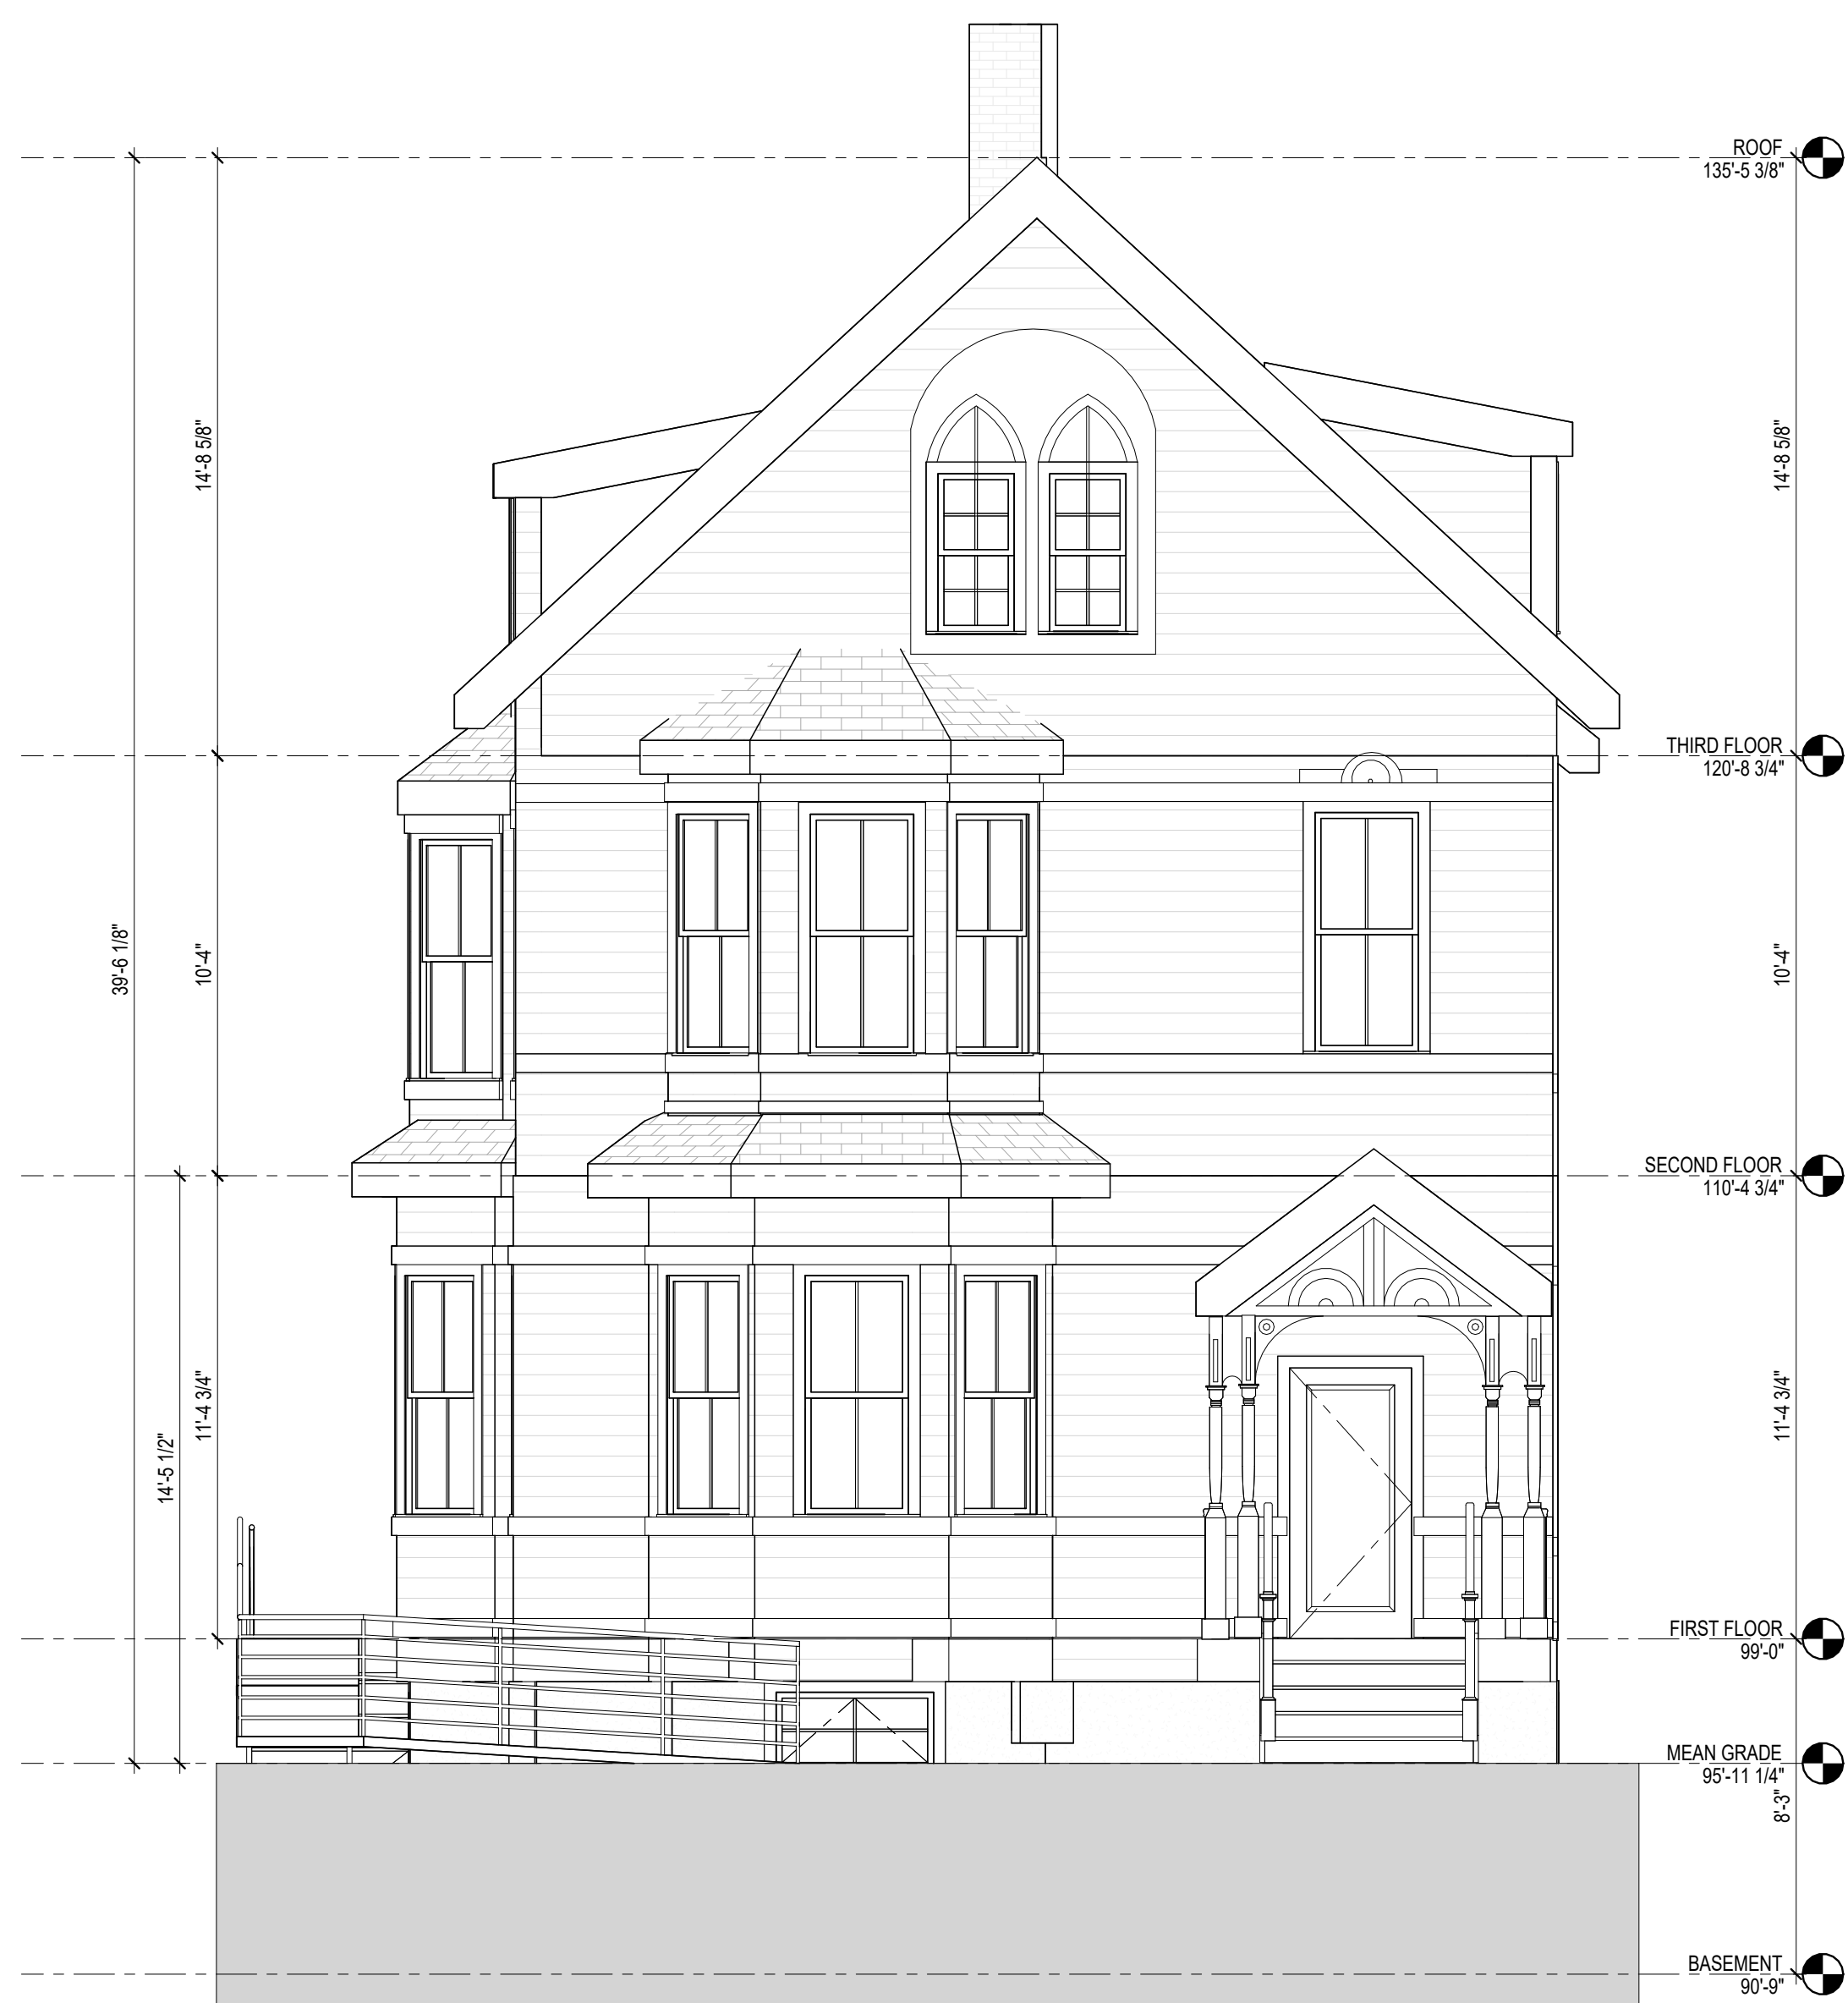 ROOF
135'-5 3/8"
14'-8 5/8"
14'-8 5/8"
THIRD FLOOR
120'-8 3/4"
39'-6 1/8"
10'-4"
10'-4"
SECOND FLOOR
110'-4 3/4"
14'-5 1/2"
11'-4 3/4"
11'-4 3/4"
FIRST FLOOR
99'-0"
MEAN GRADE
95'-11 1/4"
8'-3"
BASEMENT
90'-9"